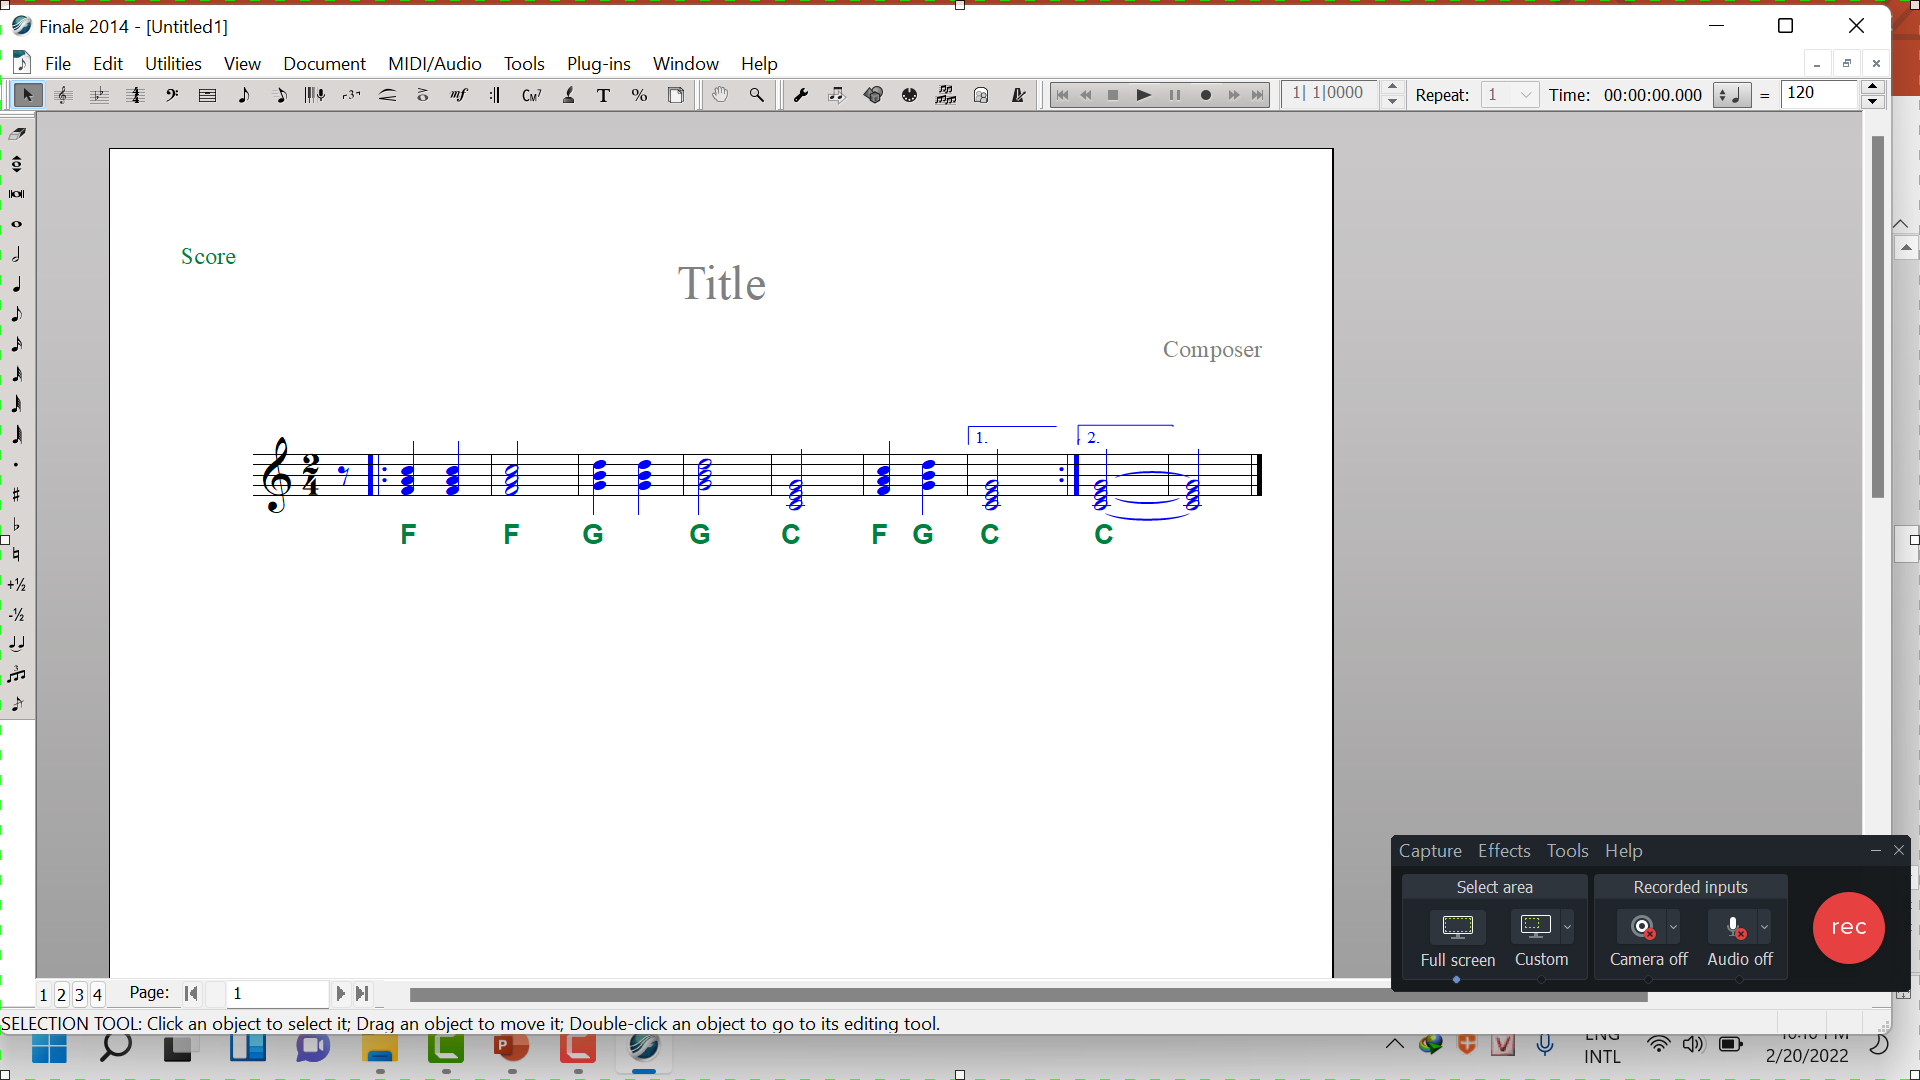 Finale 2014 - [Untitled1]
File Edit Utilities View Document MIDI/Audio Tools Plug-ins Window Help
1| 1|0000 Repeat: 1 Time: 00:00:00.000 = 120
Score
Title
Composer
1. 2.
2
4
F F G G C F G C C
Capture Effects Tools Help
Select area Recorded inputs
Full screen Custom Camera off Audio off rec
1 2 3 4 Page: 1
SELECTION TOOL: Click an object to select it; Drag an object to move it; Double-click an object to go to its editing tool.
ENG
INTL
2/20/2022